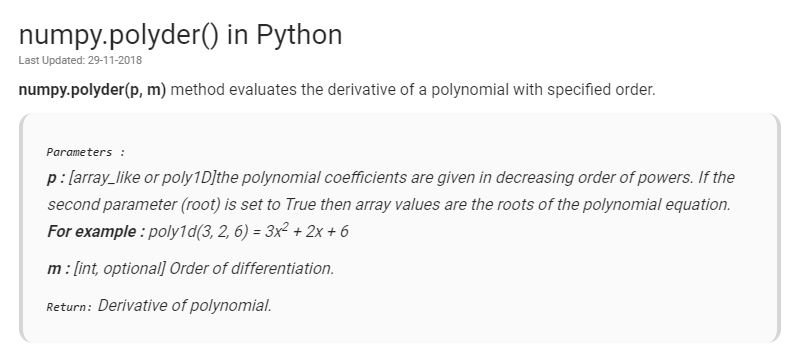 numpy.polyder() in Python
Last Updated: 29-11-2018
numpy.polyder(p, m) method evaluates the derivative of a polynomial with specified order.
Parameters :
p : [array_like or poly1D]the polynomial coefficients are given in decreasing order of powers. If the
second parameter (root) is set to True then array values are the roots of the polynomial equation.
For example : poly1d(3, 2, 6) = 3x² + 2x + 6
m : [int, optional] Order of differentiation.
Return: Derivative of polynomial.